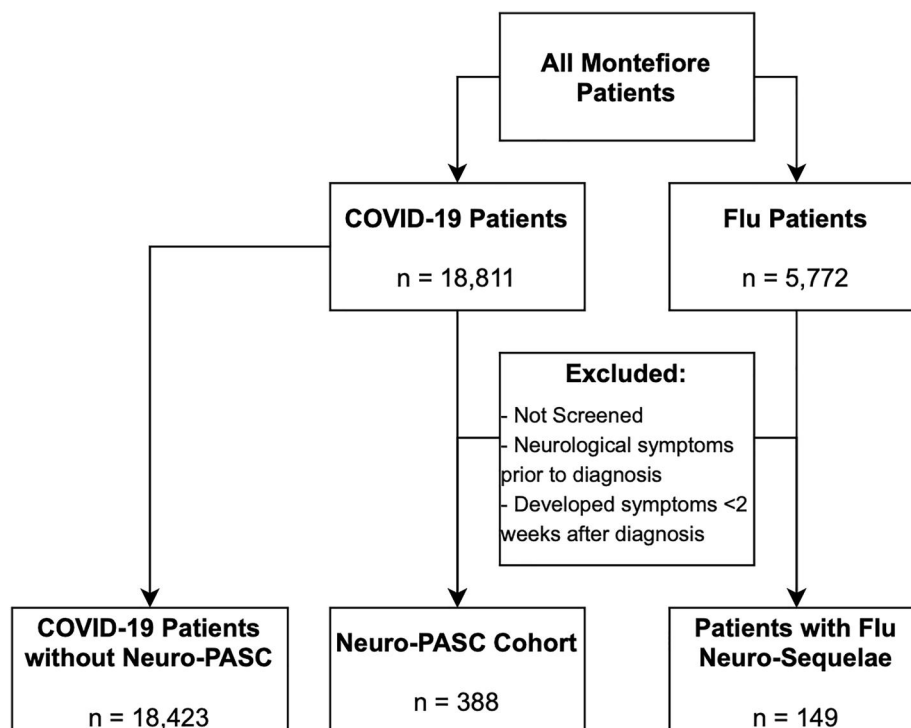 All Montefiore
Patients
COVID-19 Patients
n = 18,811
Flu Patients
n = 5,772
Excluded:
- Not Screened
- Neurological symptoms
prior to diagnosis
- Developed symptoms <2
weeks after diagnosis
COVID-19 Patients
without Neuro-PASC
n = 18,423
Neuro-PASC Cohort
n = 388
Patients with Flu
Neuro-Sequelae
n = 149